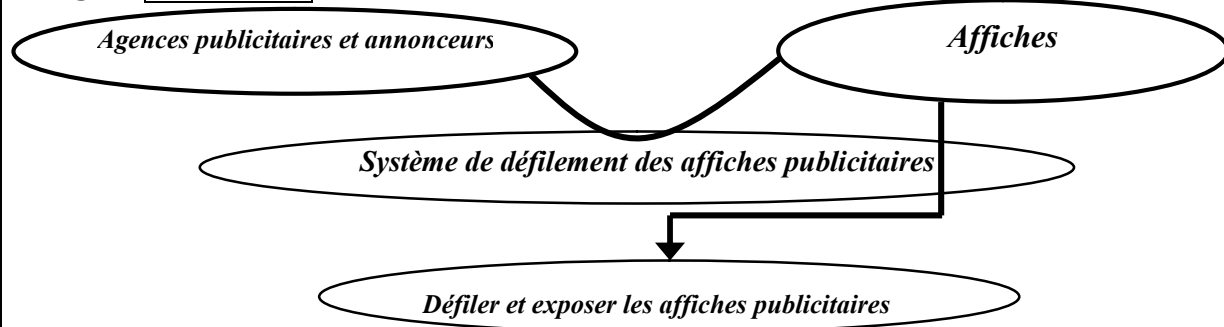 Agences publicitaires et annonceurs
Affiches
Système de défilement des affiches publicitaires
Défiler et exposer les affiches publicitaires